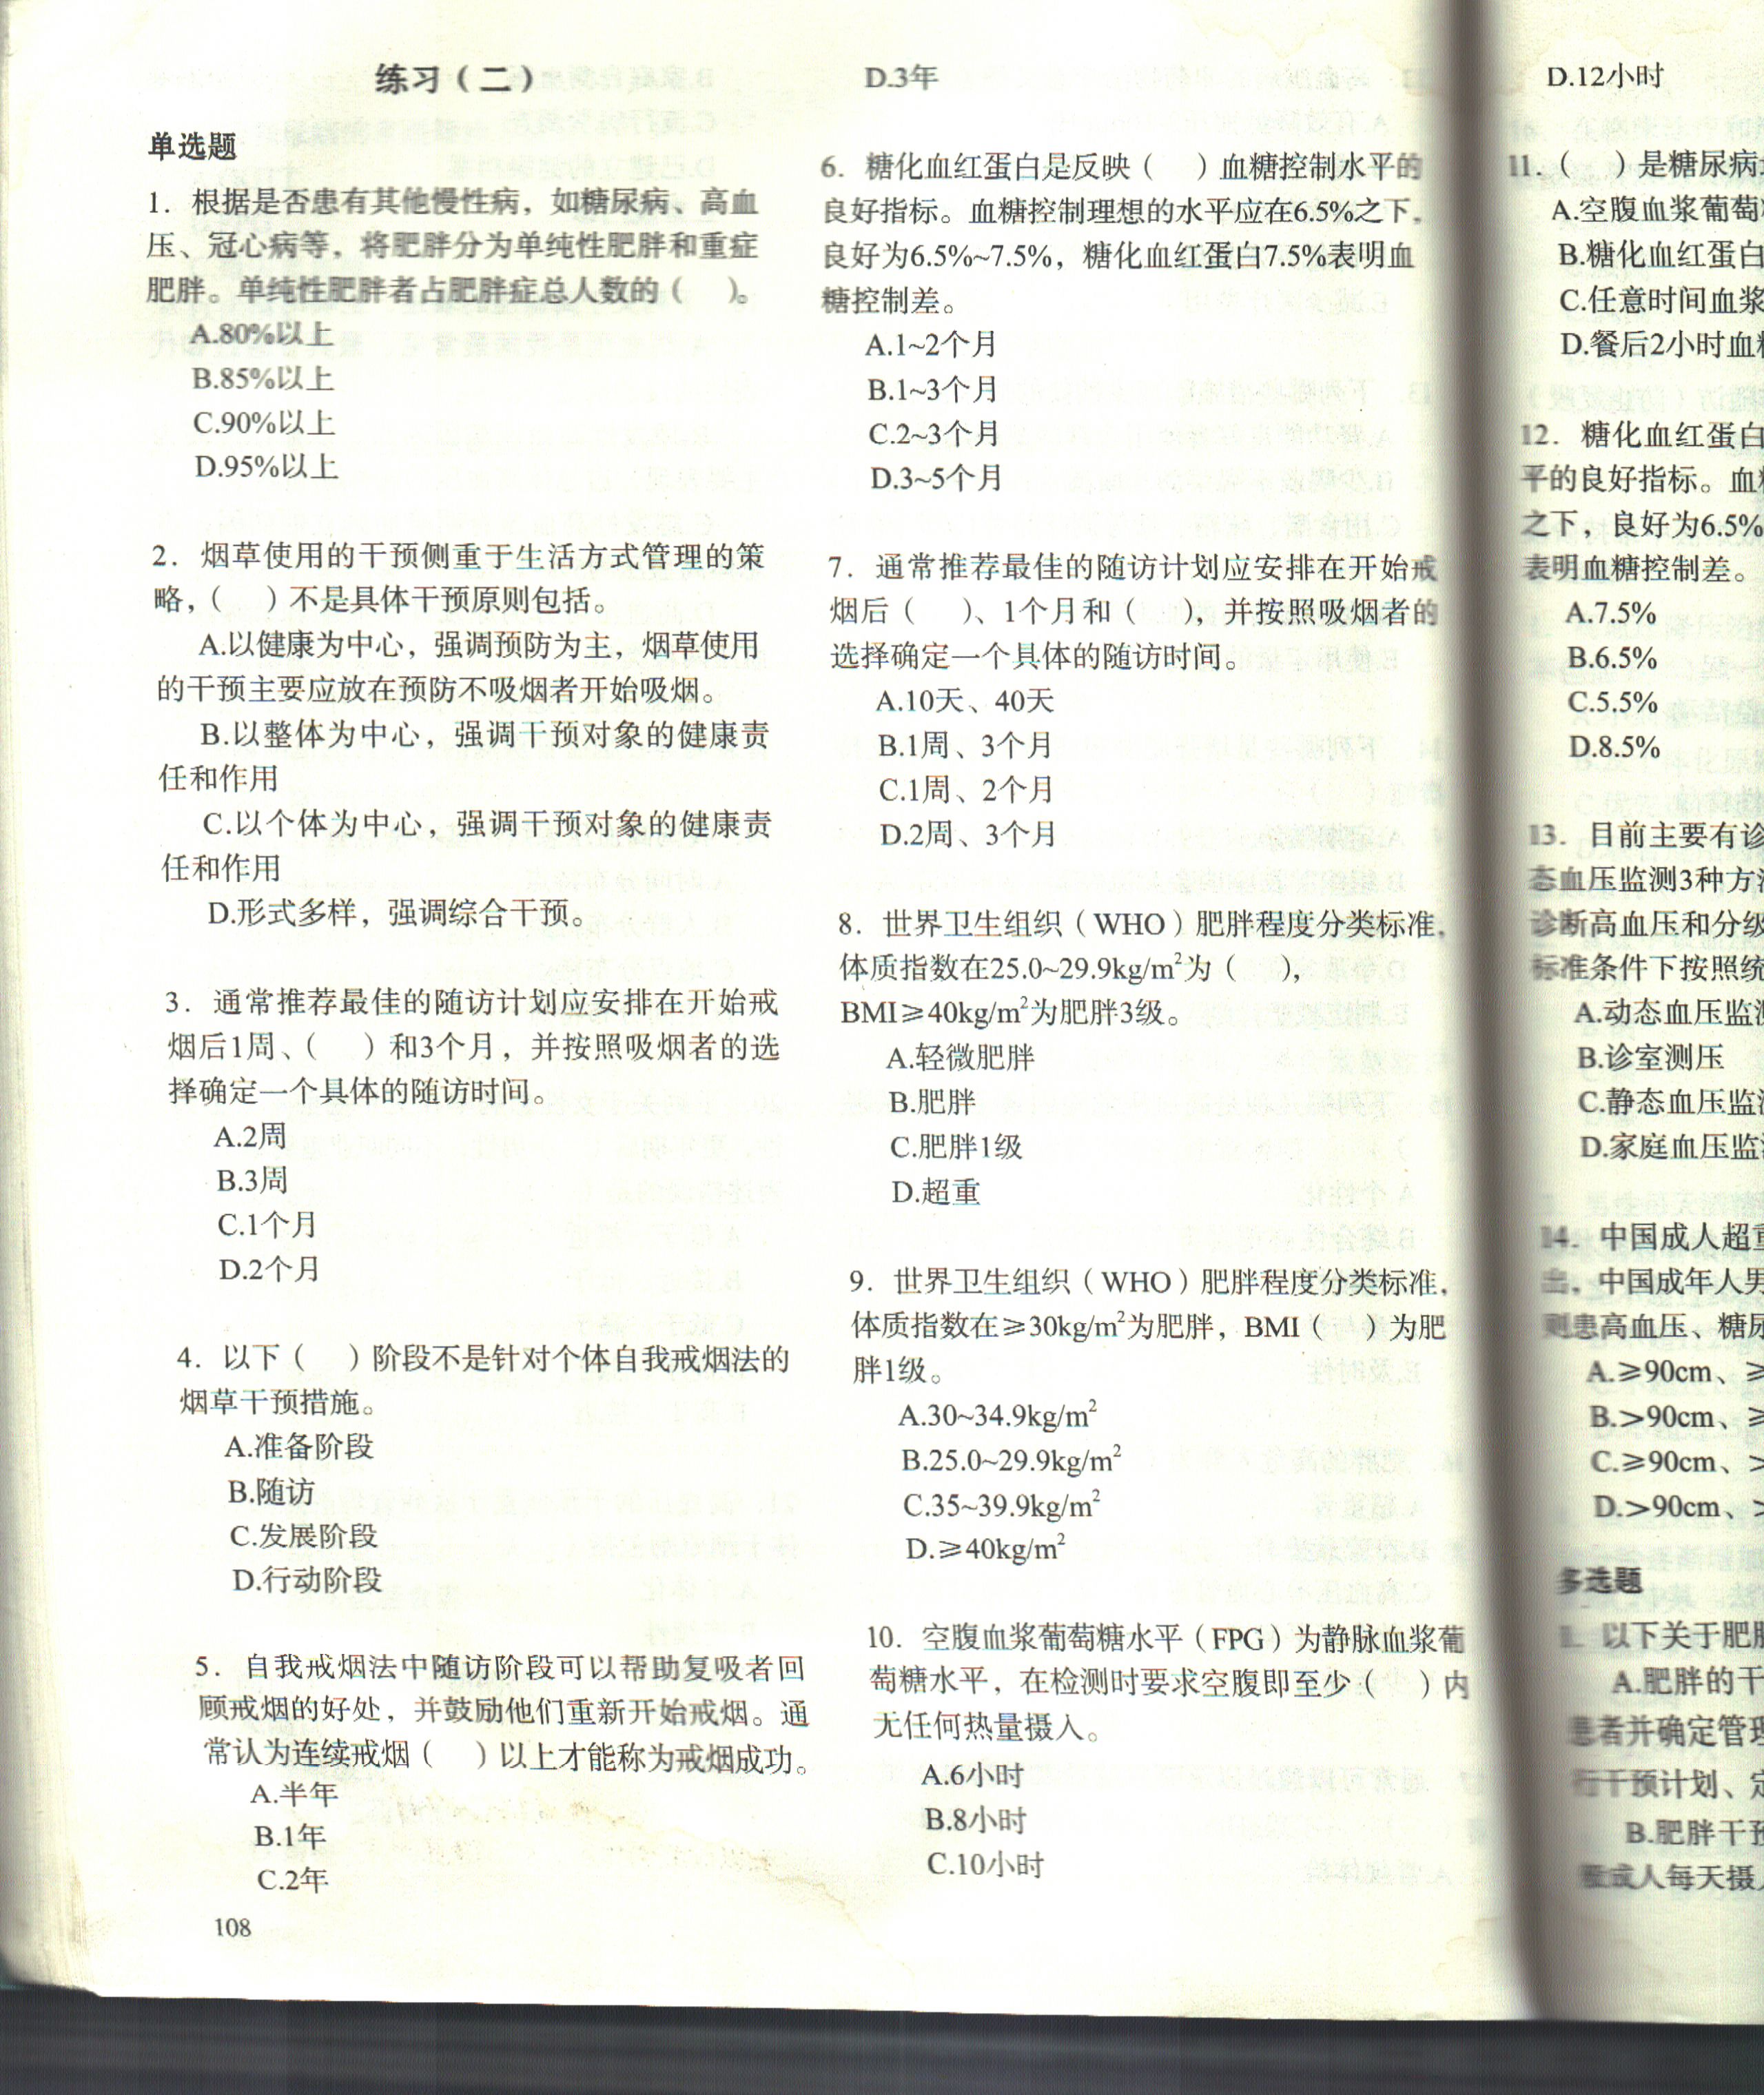 练习（二）
单选题
1. 根据是否患有其他慢性病，如糖尿病、高血
压、冠心病等，将肥胖分为单纯性肥胖和重症
肥胖。单纯性肥胖者占肥胖症总人数的（　）。
A.80%以上
B.85%以上
C.90%以上
D.95%以上
2. 烟草使用的干预侧重于生活方式管理的策
略，（　）不是具体干预原则包括。
A.以健康为中心，强调预防为主，烟草使用
的干预主要应放在预防不吸烟者开始吸烟。
B.以整体为中心，强调干预对象的健康责
任和作用
C.以个体为中心，强调干预对象的健康责
任和作用
D.形式多样，强调综合干预。
3. 通常推荐最佳的随访计划应安排在开始戒
烟后1周、（　）和3个月，并按照吸烟者的选
择确定一个具体的随访时间。
A.2周
B.3周
C.1个月
D.2个月
4. 以下（　）阶段不是针对个体自我戒烟法的
烟草干预措施。
A.准备阶段
B.随访
C.发展阶段
D.行动阶段
5. 自我戒烟法中随访阶段可以帮助复吸者回
顾戒烟的好处，并鼓励他们重新开始戒烟。通
常认为连续戒烟（　）以上才能称为戒烟成功。
A.半年
B.1年
C.2年
108
D.3年
6. 糖化血红蛋白是反映（　）血糖控制水平的
良好指标。血糖控制理想的水平应在6.5%之下，
良好为6.5%~7.5%，糖化血红蛋白7.5%表明血
糖控制差。
A.1~2个月
B.1~3个月
C.2~3个月
D.3~5个月
7. 通常推荐最佳的随访计划应安排在开始戒
烟后（　）、1个月和（　），并按照吸烟者的
选择确定一个具体的随访时间。
A.10天、40天
B.1周、3个月
C.1周、2个月
D.2周、3个月
8. 世界卫生组织（WHO）肥胖程度分类标准，
体质指数在25.0~29.9kg/m²为（　），
BMI≥40kg/m²为肥胖3级。
A.轻微肥胖
B.肥胖
C.肥胖1级
D.超重
9. 世界卫生组织（WHO）肥胖程度分类标准，
体质指数在≥30kg/m²为肥胖，BMI（　）为肥
胖1级。
A.30~34.9kg/m²
B.25.0~29.9kg/m²
C.35~39.9kg/m²
D.≥40kg/m²
10. 空腹血浆葡萄糖水平（FPG）为静脉血浆葡
萄糖水平，在检测时要求空腹即至少（　）内
无任何热量摄入。
A.6小时
B.8小时
C.10小时
D.12小时
11.（　）是糖尿病
A.空腹血浆葡萄
B.糖化血红蛋白
C.任意时间血浆
D.餐后2小时血
12. 糖化血红蛋白
平的良好指标。血
之下，良好为6.5%
表明血糖控制差。
A.7.5%
B.6.5%
C.5.5%
D.8.5%
13. 目前主要有诊
态血压监测3种方
诊断高血压和分级
标准条件下按照统
A.动态血压监
B.诊室测压
C.静态血压监
D.家庭血压监
14. 中国成人超
出，中国成年人男
则患高血压、糖
A.≥90cm、≥
B.>90cm、≥
C.≥90cm、>
D.>90cm、>
多选题
以下关于肥
A.肥胖的干
患者并确定管
行干预计划、定
B.肥胖干
成人每天摄